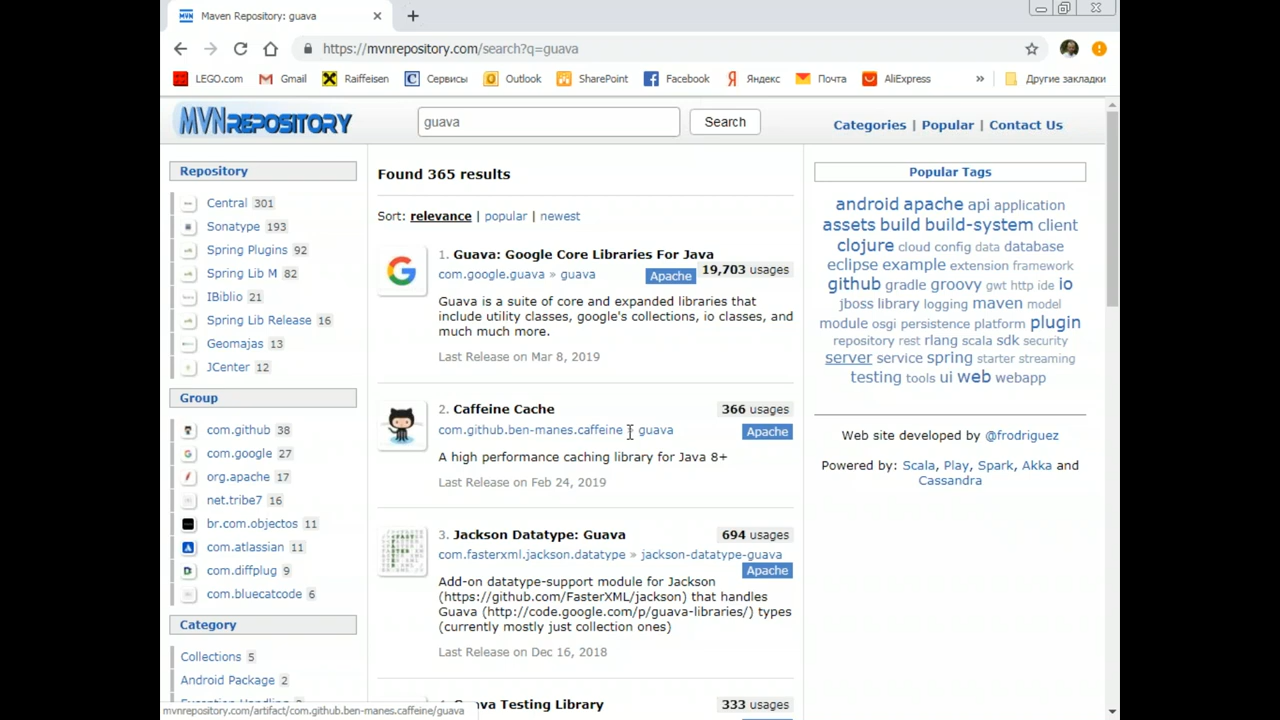 Maven Repository: guava
https://mvnrepository.com/search?q=guava
LEGO.com Gmail Raiffeisen Сервисы Outlook SharePoint Facebook Яндекс Почта AliExpress » Другие закладки
MVNREPOSITORY
guava
Search
Categories | Popular | Contact Us
Repository
Central 301
Sonatype 193
Spring Plugins 92
Spring Lib M 82
IBiblio 21
Spring Lib Release 16
Geomajas 13
JCenter 12
Group
com.github 38
com.google 27
org.apache 17
net.tribe7 16
br.com.objectos 11
com.atlassian 11
com.diffplug 9
com.bluecatcode 6
Category
Collections 5
Android Package 2
mvnrepository.com/artifact/com.github.ben-manes.caffeine/guava
Found 365 results
Sort: relevance | popular | newest
1. Guava: Google Core Libraries For Java
19,703 usages
com.google.guava » guava
Apache
Guava is a suite of core and expanded libraries that
include utility classes, google's collections, io classes, and
much much more.
Last Release on Mar 8, 2019
2. Caffeine Cache
366 usages
com.github.ben-manes.caffeine guava
Apache
A high performance caching library for Java 8+
Last Release on Feb 24, 2019
3. Jackson Datatype: Guava
694 usages
com.fasterxml.jackson.datatype » jackson-datatype-guava
Apache
Add-on datatype-support module for Jackson
(https://github.com/FasterXML/jackson) that handles
Guava (http://code.google.com/p/guava-libraries/) types
(currently mostly just collection ones)
Last Release on Dec 16, 2018
Testing Library
333 usages
Popular Tags
android apache api application
assets build build-system client
clojure cloud config data database
eclipse example extension framework
github gradle groovy gwt http ide io
jboss library logging maven model
module osgi persistence platform plugin
repository rest rlang scala sdk security
server service spring starter streaming
testing tools ui web webapp
Web site developed by @frodriguez
Powered by: Scala, Play, Spark, Akka and
Cassandra